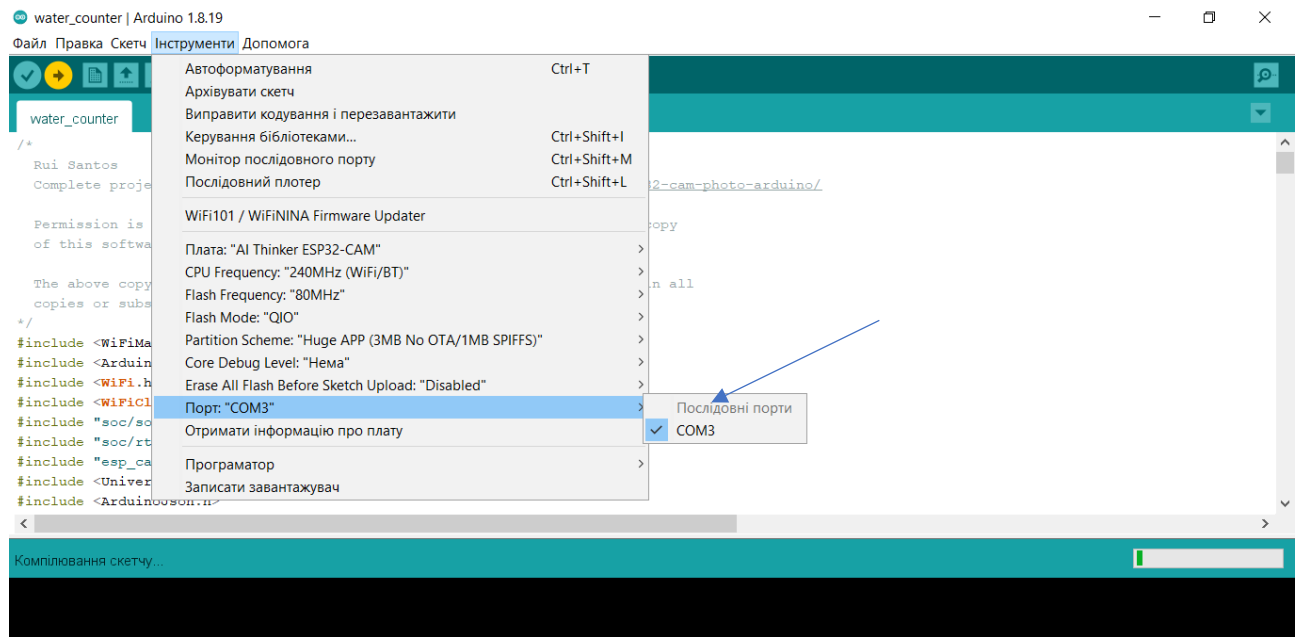 water_counter | Arduino 1.8.19
Файл Правка Скетч Інструменти Допомога
Автоформатування Ctrl+T
Архівувати скетч
Виправити кодування і перезавантажити
Керування бібліотеками... Ctrl+Shift+I
Монітор послідовного порту Ctrl+Shift+M
Послідовний плотер Ctrl+Shift+L
WiFi101 / WiFiNINA Firmware Updater
Плата: "AI Thinker ESP32-CAM"
CPU Frequency: "240MHz (WiFi/BT)"
Flash Frequency: "80MHz"
Flash Mode: "QIO"
Partition Scheme: "Huge APP (3MB No OTA/1MB SPIFFS)"
Core Debug Level: "Нема"
Erase All Flash Before Sketch Upload: "Disabled"
Порт: "COM3"
Отримати інформацію про плату
Програматор
Записати завантажувач
Послідовні порти
COM3
water_counter
/*
Rui Santos
Complete proje 32-cam-photo-arduino/
Permission is copy
of this softwa
The above copy in all
copies or subs
*/
#include <WiFiMa
#include <Arduin
#include <WiFi.h
#include <WiFiCl
#include "soc/so
#include "soc/rt
#include "esp_ca
#include <Univer
#include <ArduinoJson.h>
Компілювання скетчу...